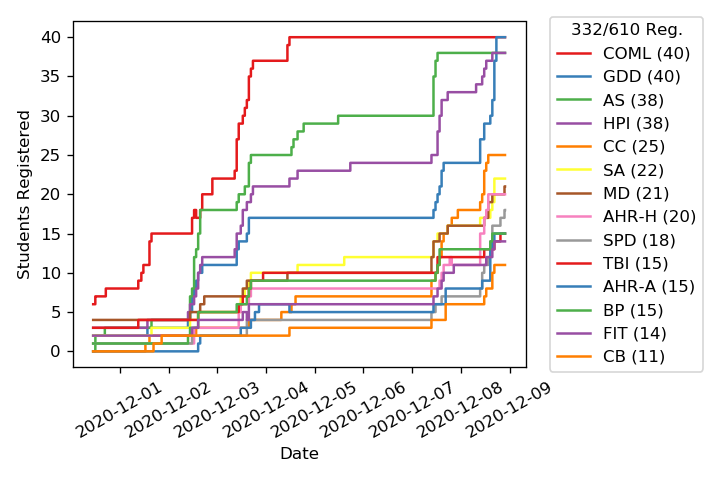 40
35
30
25
20
15
10
5
0
Students Registered
2020-12-01
2020-12-02
2020-12-03
2020-12-04
2020-12-05
2020-12-06
2020-12-07
2020-12-08
2020-12-09
Date
332/610 Reg.
COML (40)
GDD (40)
AS (38)
HPI (38)
CC (25)
SA (22)
MD (21)
AHR-H (20)
SPD (18)
TBI (15)
AHR-A (15)
BP (15)
FIT (14)
CB (11)